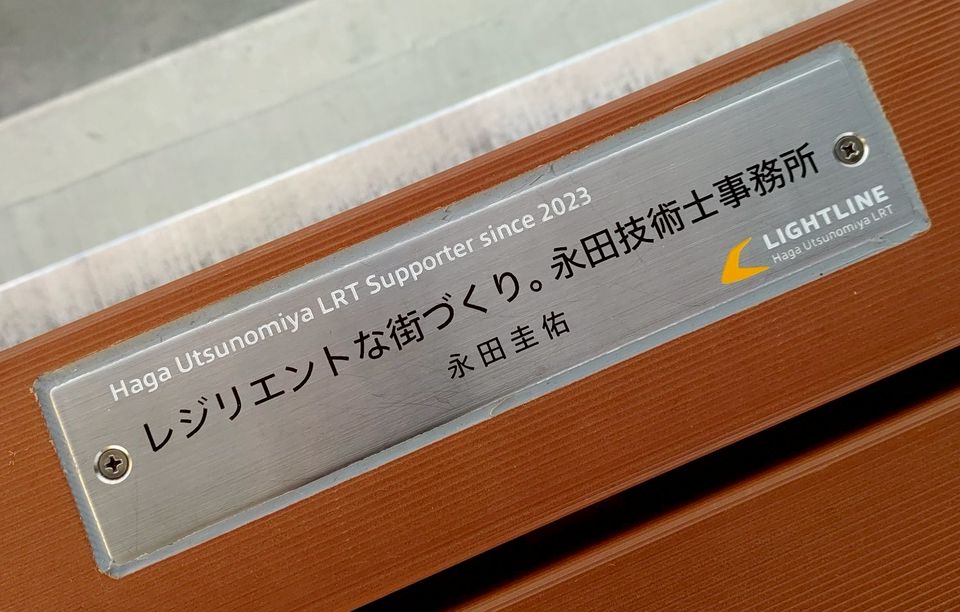 Haga Utsunomiya LRT Supporter since 2023
レジリエントな街づくり。永田技術士事務所
永田圭佑
LIGHTLINE
Haga Utsunomiya LRT